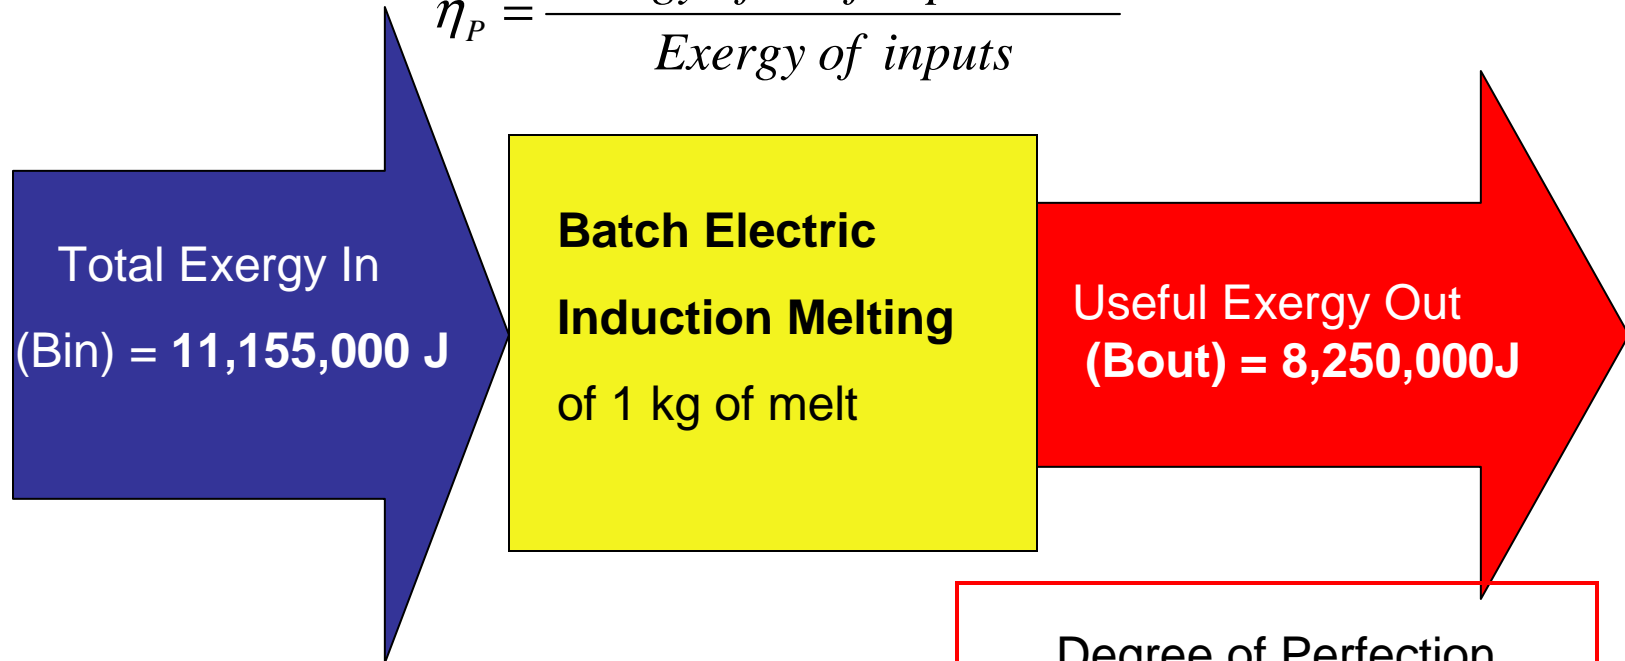 η_P =
Exergy of inputs
Total Exergy In
(Bin) = 11,155,000 J
Batch Electric
Induction Melting
of 1 kg of melt
Useful Exergy Out
(Bout) = 8,250,000J
Degree of Perfection